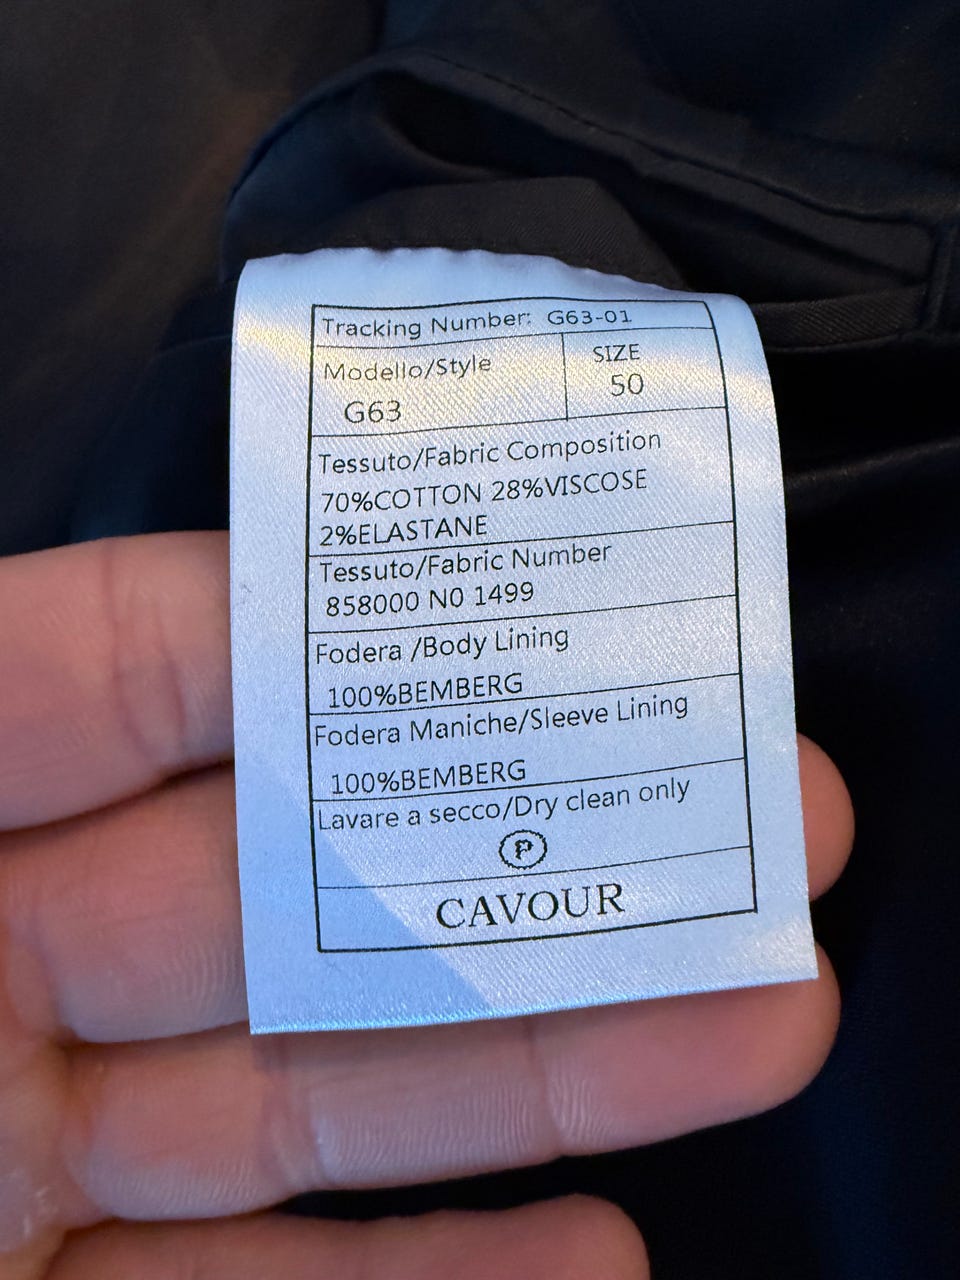 Tracking Number: G63-01
Modello/Style
G63
SIZE
50
Tessuto/Fabric Composition
70%COTTON 28%VISCOSE
2%ELASTANE
Tessuto/Fabric Number
858000 N0 1499
Fodera /Body Lining
100%BEMBERG
Fodera Maniche/Sleeve Lining
100%BEMBERG
Lavare a secco/Dry clean only
P
CAVOUR